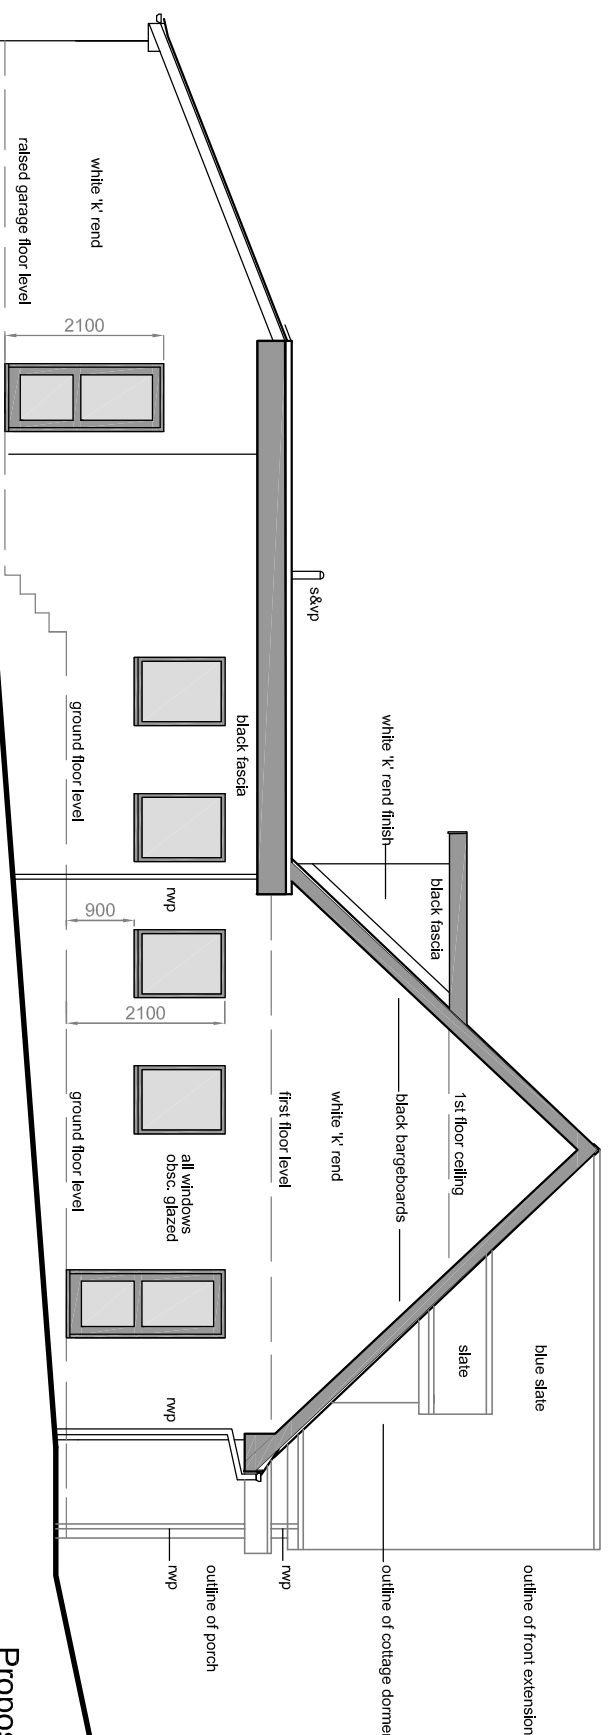 outline of front extension
blue slate
slate
1st floor ceiling
black fascia
outline of cottage dormer
black bargeboards
white 'k' rend finish
white 'k' rend
s&vp
first floor level
rwp
black fascia
outline of porch
all windows
obsc. glazed
rwp
rwp
rwp
2100
900
white 'k' rend
2100
ground floor level
ground floor level
raised garage floor level